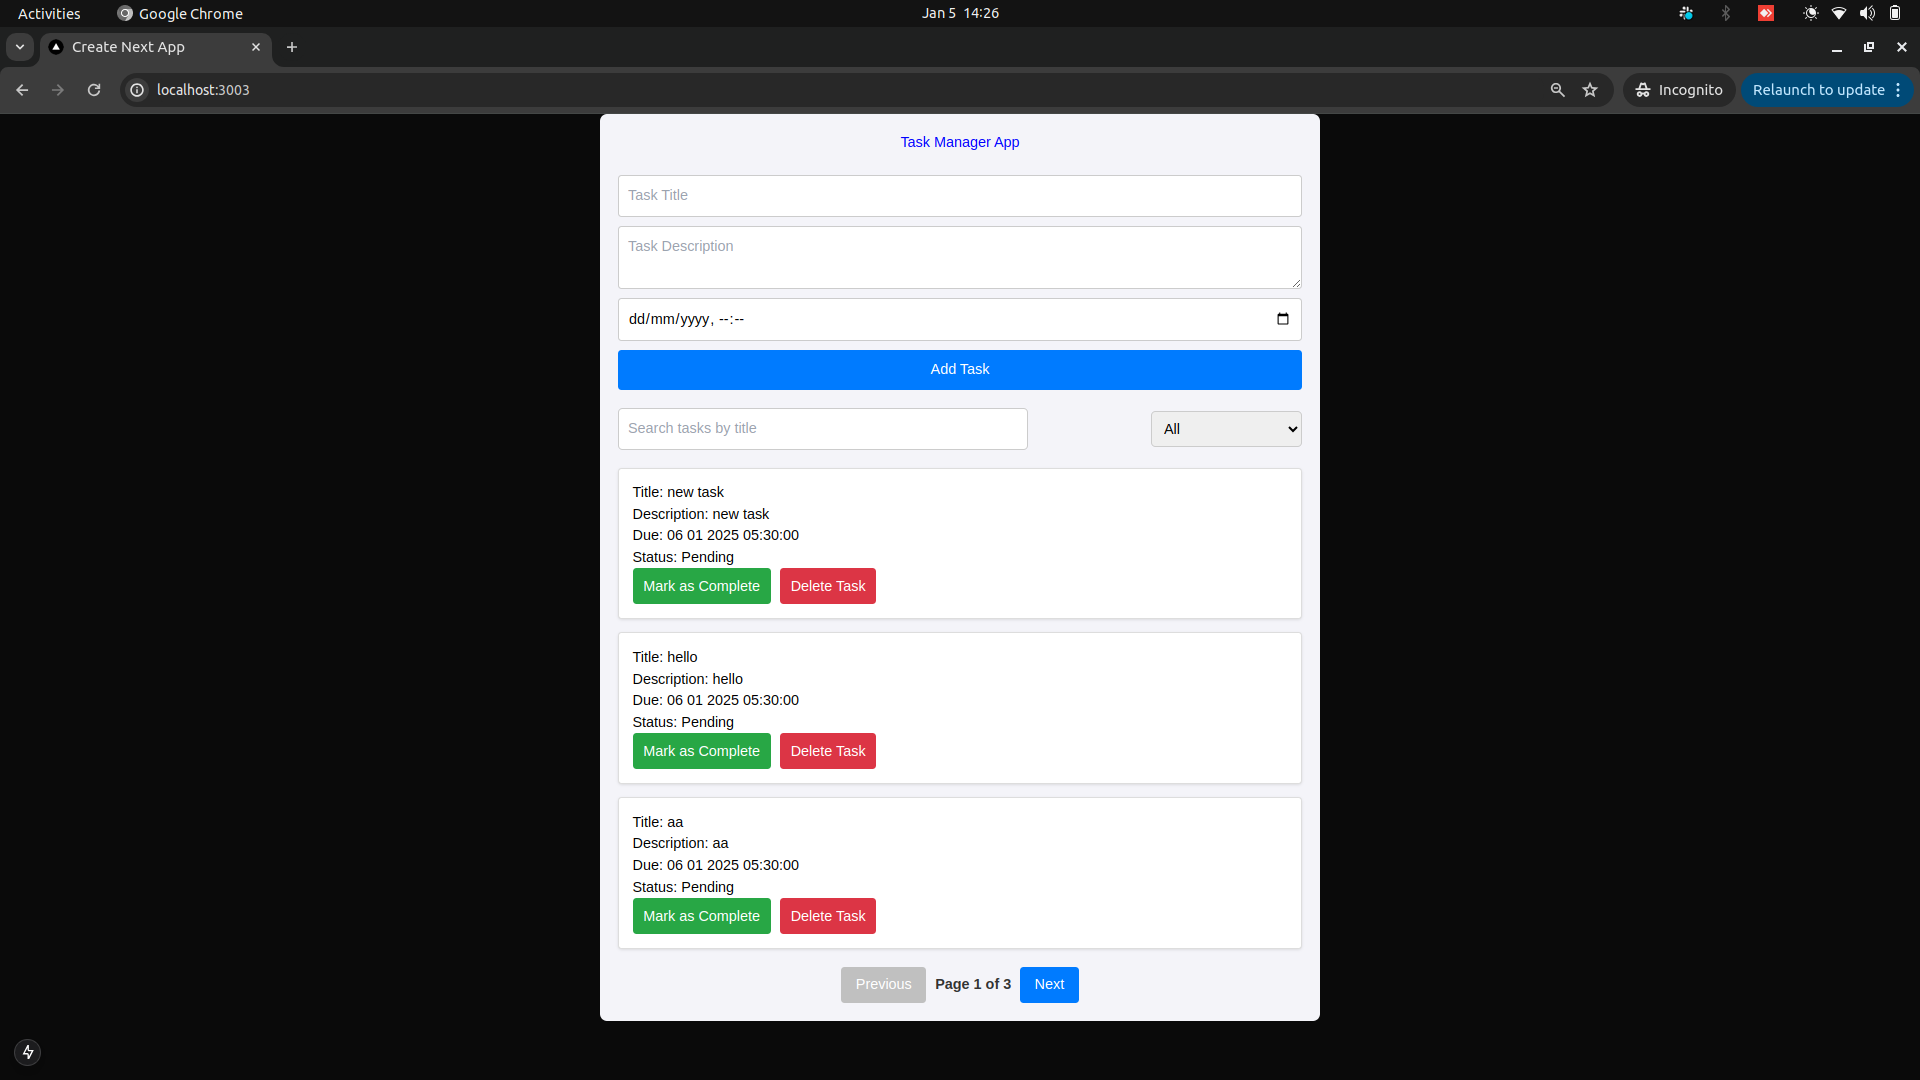 Activities Google Chrome Jan 5 14:26
Create Next App
localhost:3003 Incognito Relaunch to update
Task Manager App
Task Title
Task Description
dd/mm/yyyy, --:--
Add Task
Search tasks by title All
Title: new task
Description: new task
Due: 06 01 2025 05:30:00
Status: Pending
Mark as Complete Delete Task
Title: hello
Description: hello
Due: 06 01 2025 05:30:00
Status: Pending
Mark as Complete Delete Task
Title: aa
Description: aa
Due: 06 01 2025 05:30:00
Status: Pending
Mark as Complete Delete Task
Previous Page 1 of 3 Next